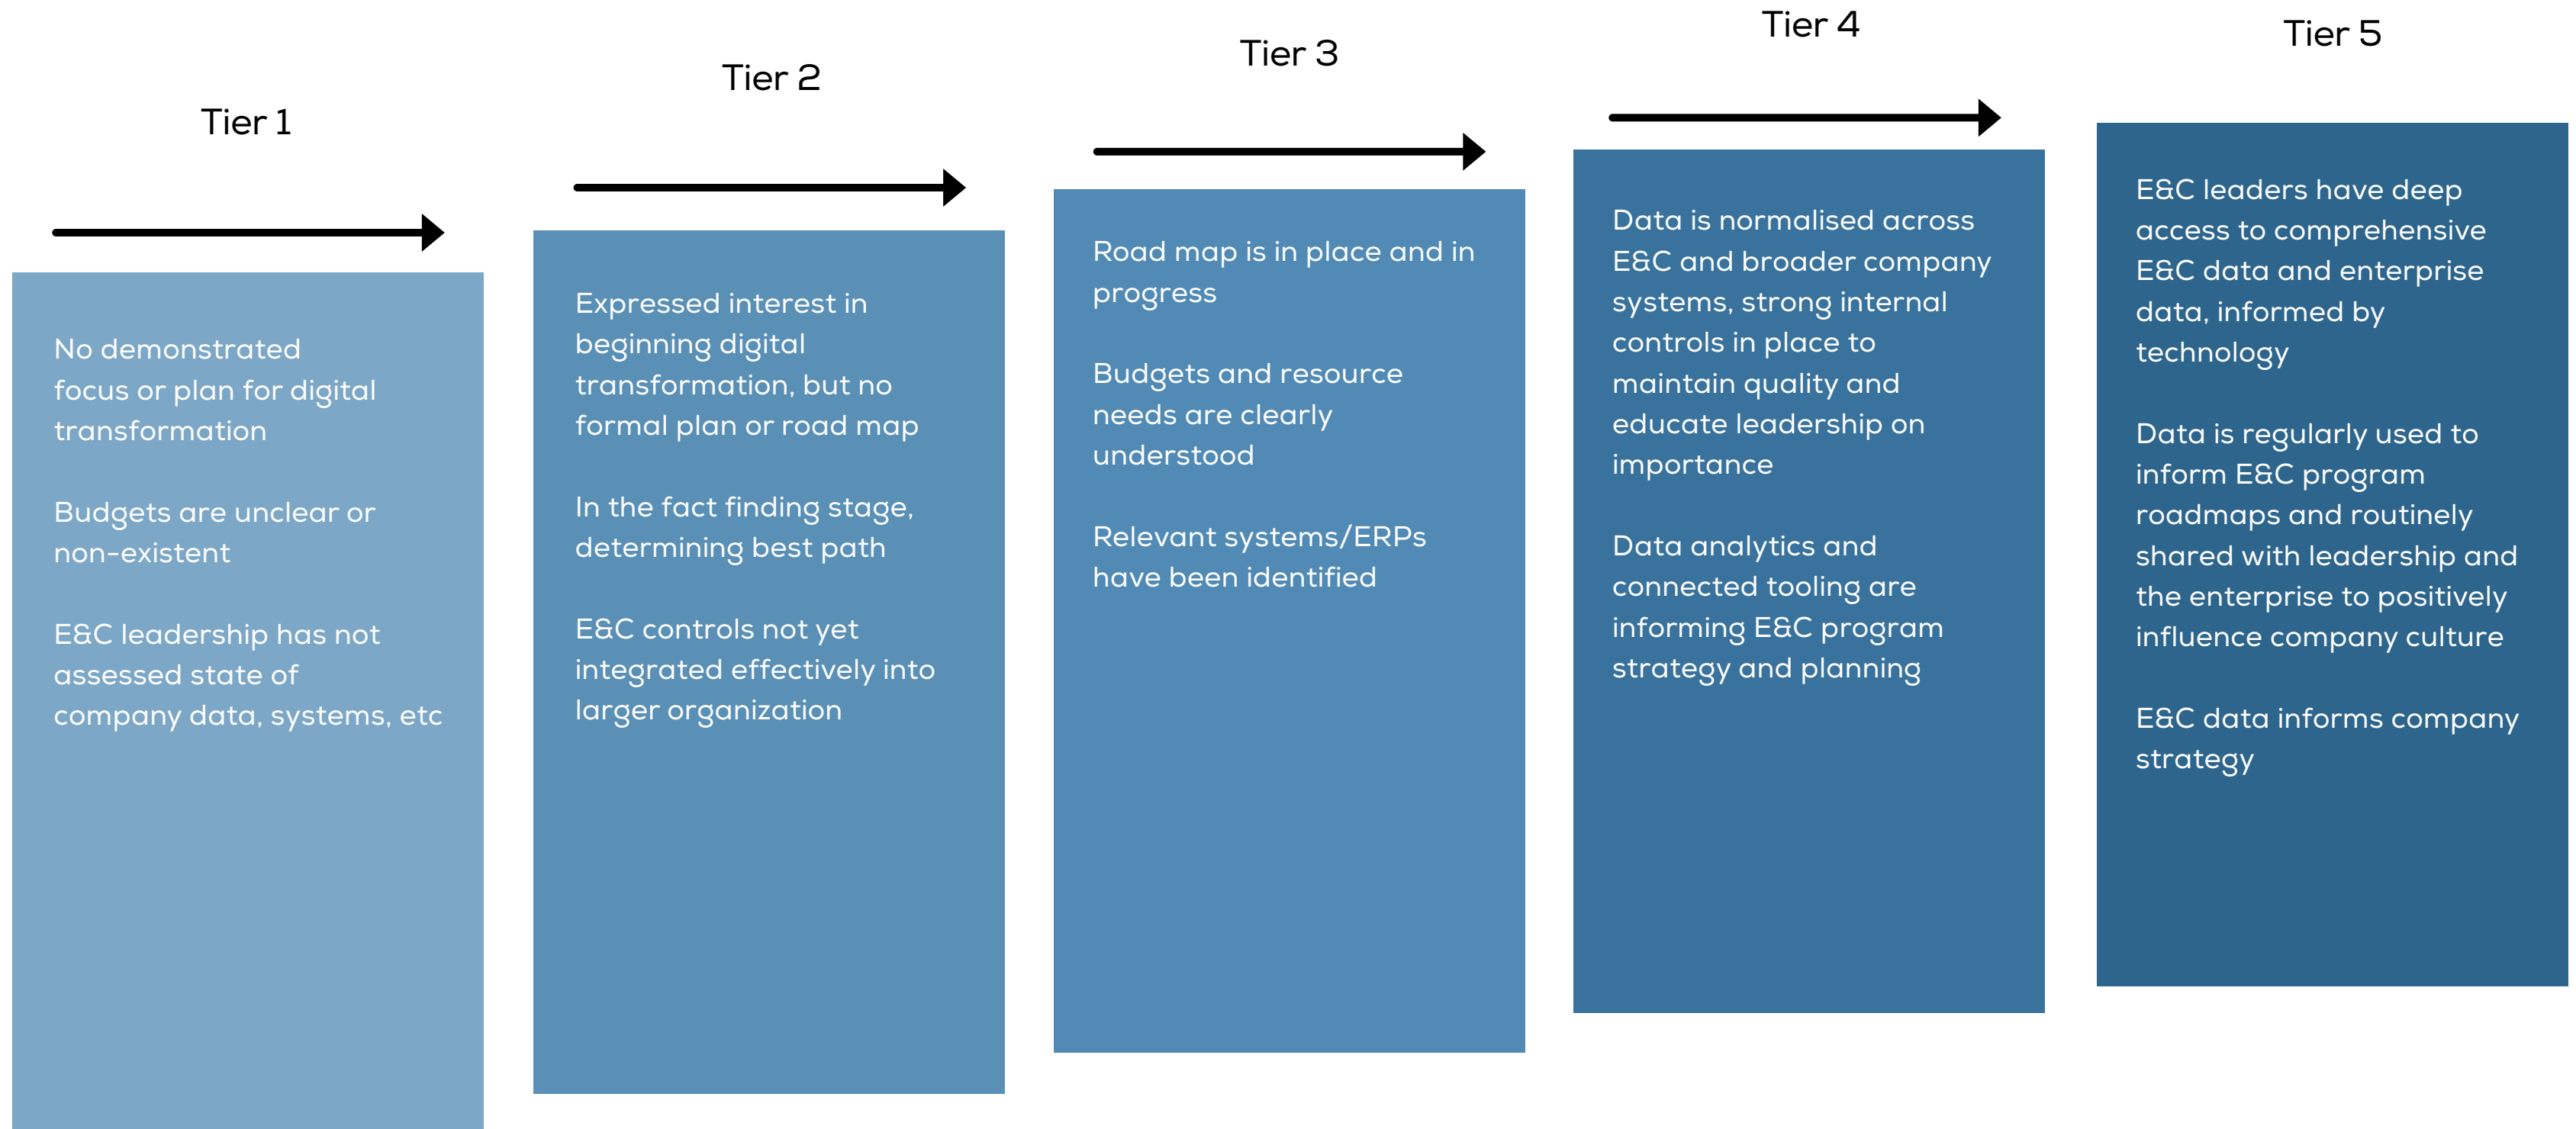 Tier 1
No demonstrated
focus or plan for digital
transformation
Budgets are unclear or
non-existent
E&C leadership has not
assessed state of
company data, systems, etc
Tier 2
Expressed interest in
beginning digital
transformation, but no
formal plan or road map
In the fact finding stage,
determining best path
E&C controls not yet
integrated effectively into
larger organization
Tier 3
Road map is in place and in
progress
Budgets and resource
needs are clearly
understood
Relevant systems/ERPs
have been identified
Tier 4
Data is normalised across
E&C and broader company
systems, strong internal
controls in place to
maintain quality and
educate leadership on
importance
Data analytics and
connected tooling are
informing E&C program
strategy and planning
Tier 5
E&C leaders have deep
access to comprehensive
E&C data and enterprise
data, informed by
technology
Data is regularly used to
inform E&C program
roadmaps and routinely
shared with leadership and
the enterprise to positively
influence company culture
E&C data informs company
strategy